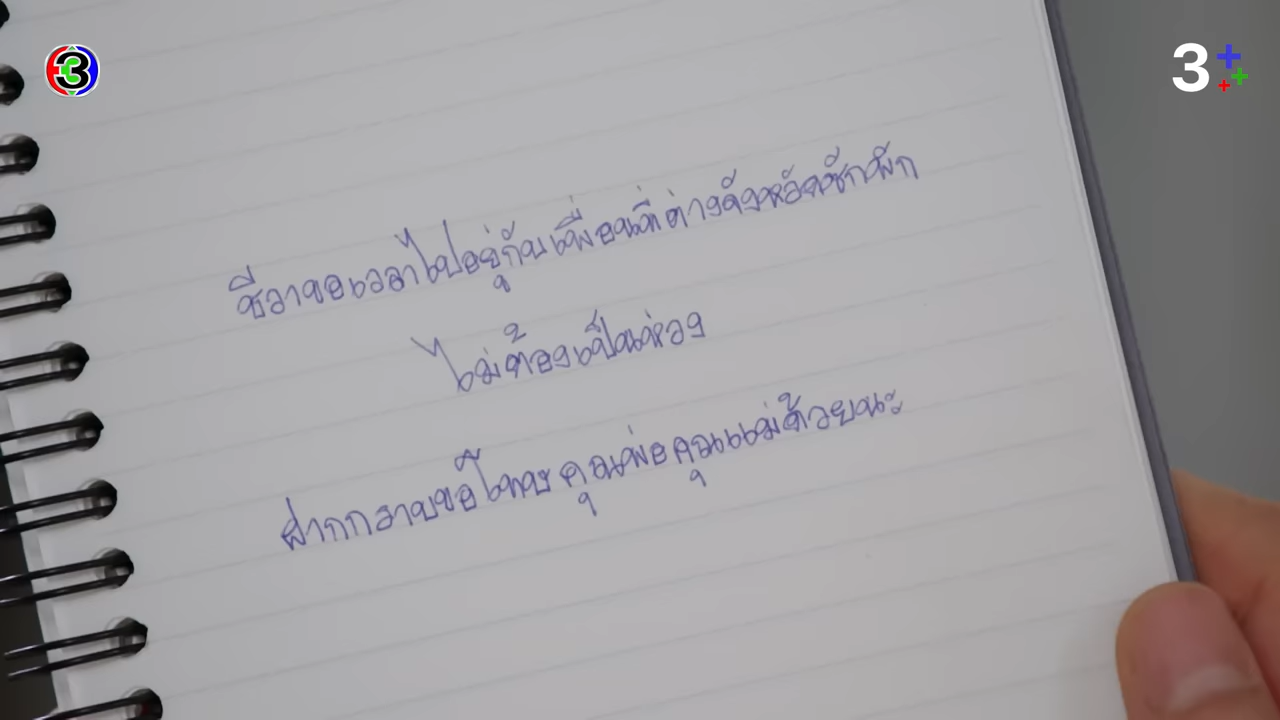 3
3
ชีวาขอเวลาไปอยู่กับเพื่อนที่ต่างจังหวัดซักพัก
ไม่ต้องเป็นห่วง
ฝากกราบขอโทษคุณพ่อคุณแม่ด้วยนะ